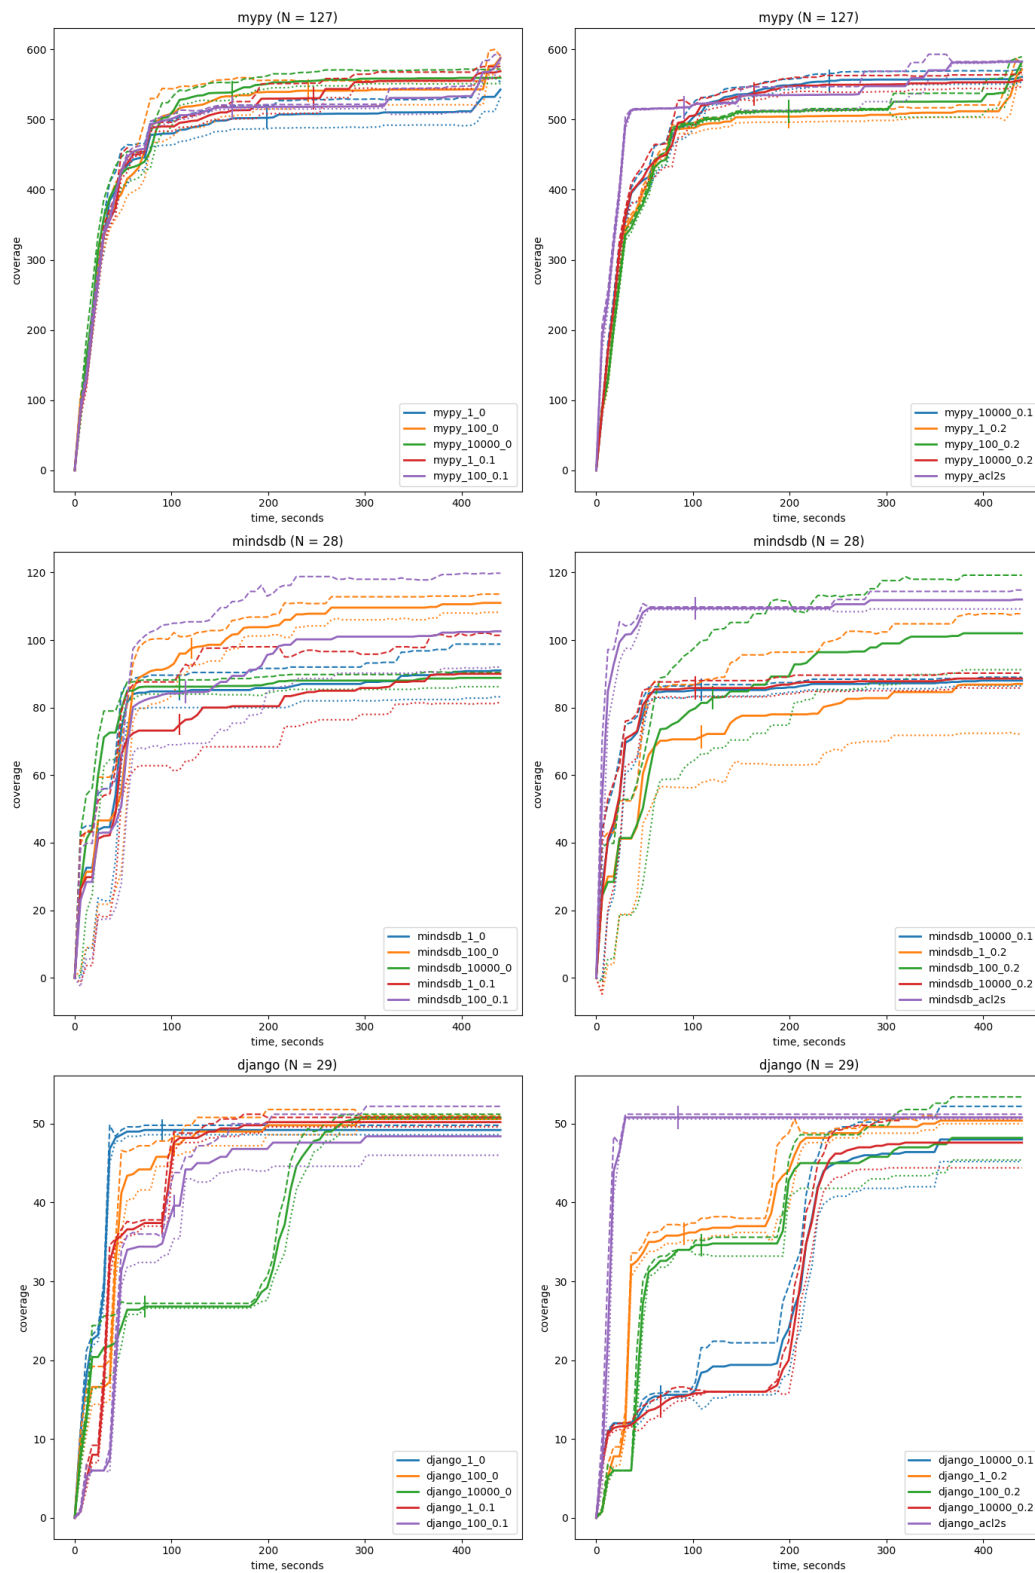 mypy (N = 127)
600
500
400
300
200
100
0
coverage
0 100 200 300 400
time, seconds
mypy_1_0
mypy_100_0
mypy_10000_0
mypy_1_0.1
mypy_100_0.1
mypy (N = 127)
600
500
400
300
200
100
0
coverage
0 100 200 300 400
time, seconds
mypy_10000_0.1
mypy_1_0.2
mypy_100_0.2
mypy_10000_0.2
mypy_acl2s
mindsdb (N = 28)
120
100
80
60
40
20
0
coverage
0 100 200 300 400
time, seconds
mindsdb_1_0
mindsdb_100_0
mindsdb_10000_0
mindsdb_1_0.1
mindsdb_100_0.1
mindsdb (N = 28)
120
100
80
60
40
20
0
coverage
0 100 200 300 400
time, seconds
mindsdb_10000_0.1
mindsdb_1_0.2
mindsdb_100_0.2
mindsdb_10000_0.2
mindsdb_acl2s
django (N = 29)
50
40
30
20
10
0
coverage
0 100 200 300 400
time, seconds
django_1_0
django_100_0
django_10000_0
django_1_0.1
django_100_0.1
django (N = 29)
50
40
30
20
10
0
coverage
0 100 200 300 400
time, seconds
django_10000_0.1
django_1_0.2
django_100_0.2
django_10000_0.2
django_acl2s